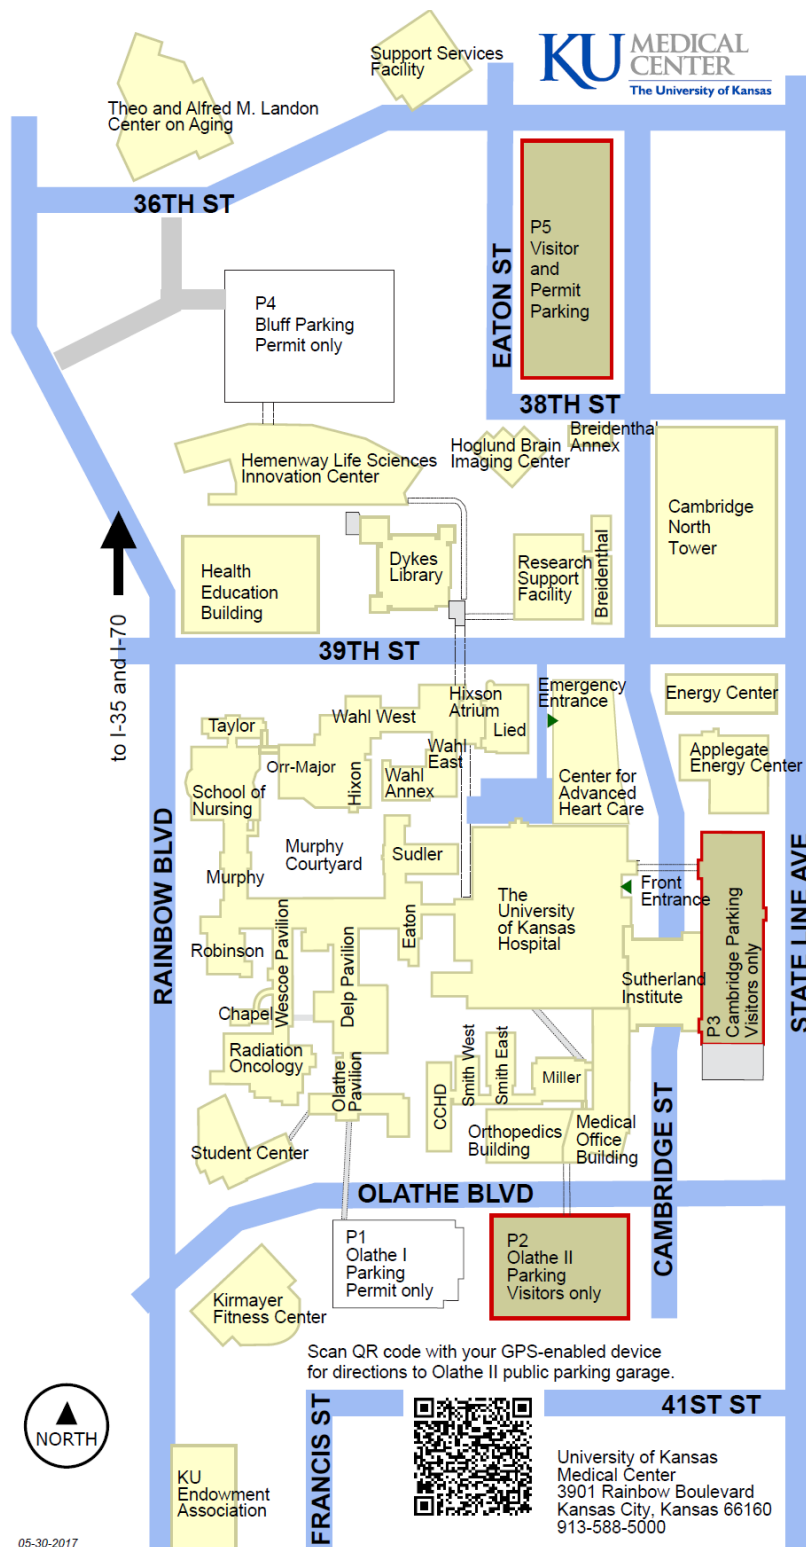 Support Services
Facility
KU MEDICAL
CENTER
The University of Kansas
Theo and Alfred M. Landon
Center on Aging
36TH ST
EATON ST
P5
Visitor
and
Permit
Parking
P4
Bluff Parking
Permit only
38TH ST
Breidenthal
Annex
Hoglund Brain
Imaging Center
Hemenway Life Sciences
Innovation Center
Cambridge
North
Tower
Dykes
Library
Research
Support
Facility
Breidenthal
Health
Education
Building
to I-35 and I-70
39TH ST
Emergency
Entrance
Energy Center
Hixson
Atrium
Lied
Wahl West
Taylor
Wahl
East
Orr-Major
Hixon
Wahl
Annex
Applegate
Energy Center
Center for
Advanced
Heart Care
School of
Nursing
Murphy
Courtyard
Sudler
Murphy
Front
Entrance
The
University
of Kansas
Hospital
Eaton
Wescoe Pavilion
Delp Pavilion
Robinson
RAINBOW BLVD
STATE LINE AVE
P3
Cambridge Parking
Visitors only
Sutherland
Institute
Chapel
Radiation
Oncology
Olathe
Pavilion
CCHD
Smith West
Smith East
Miller
Student Center
Orthopedics
Building
Medical
Office
Building
CAMBRIDGE ST
OLATHE BLVD
P1
Olathe I
Parking
Permit only
P2
Olathe II
Parking
Visitors only
Kirmayer
Fitness Center
Scan QR code with your GPS-enabled device
for directions to Olathe II public parking garage.
41ST ST
FRANCIS ST
NORTH
KU
Endowment
Association
University of Kansas
Medical Center
3901 Rainbow Boulevard
Kansas City, Kansas 66160
913-588-5000
05-30-2017